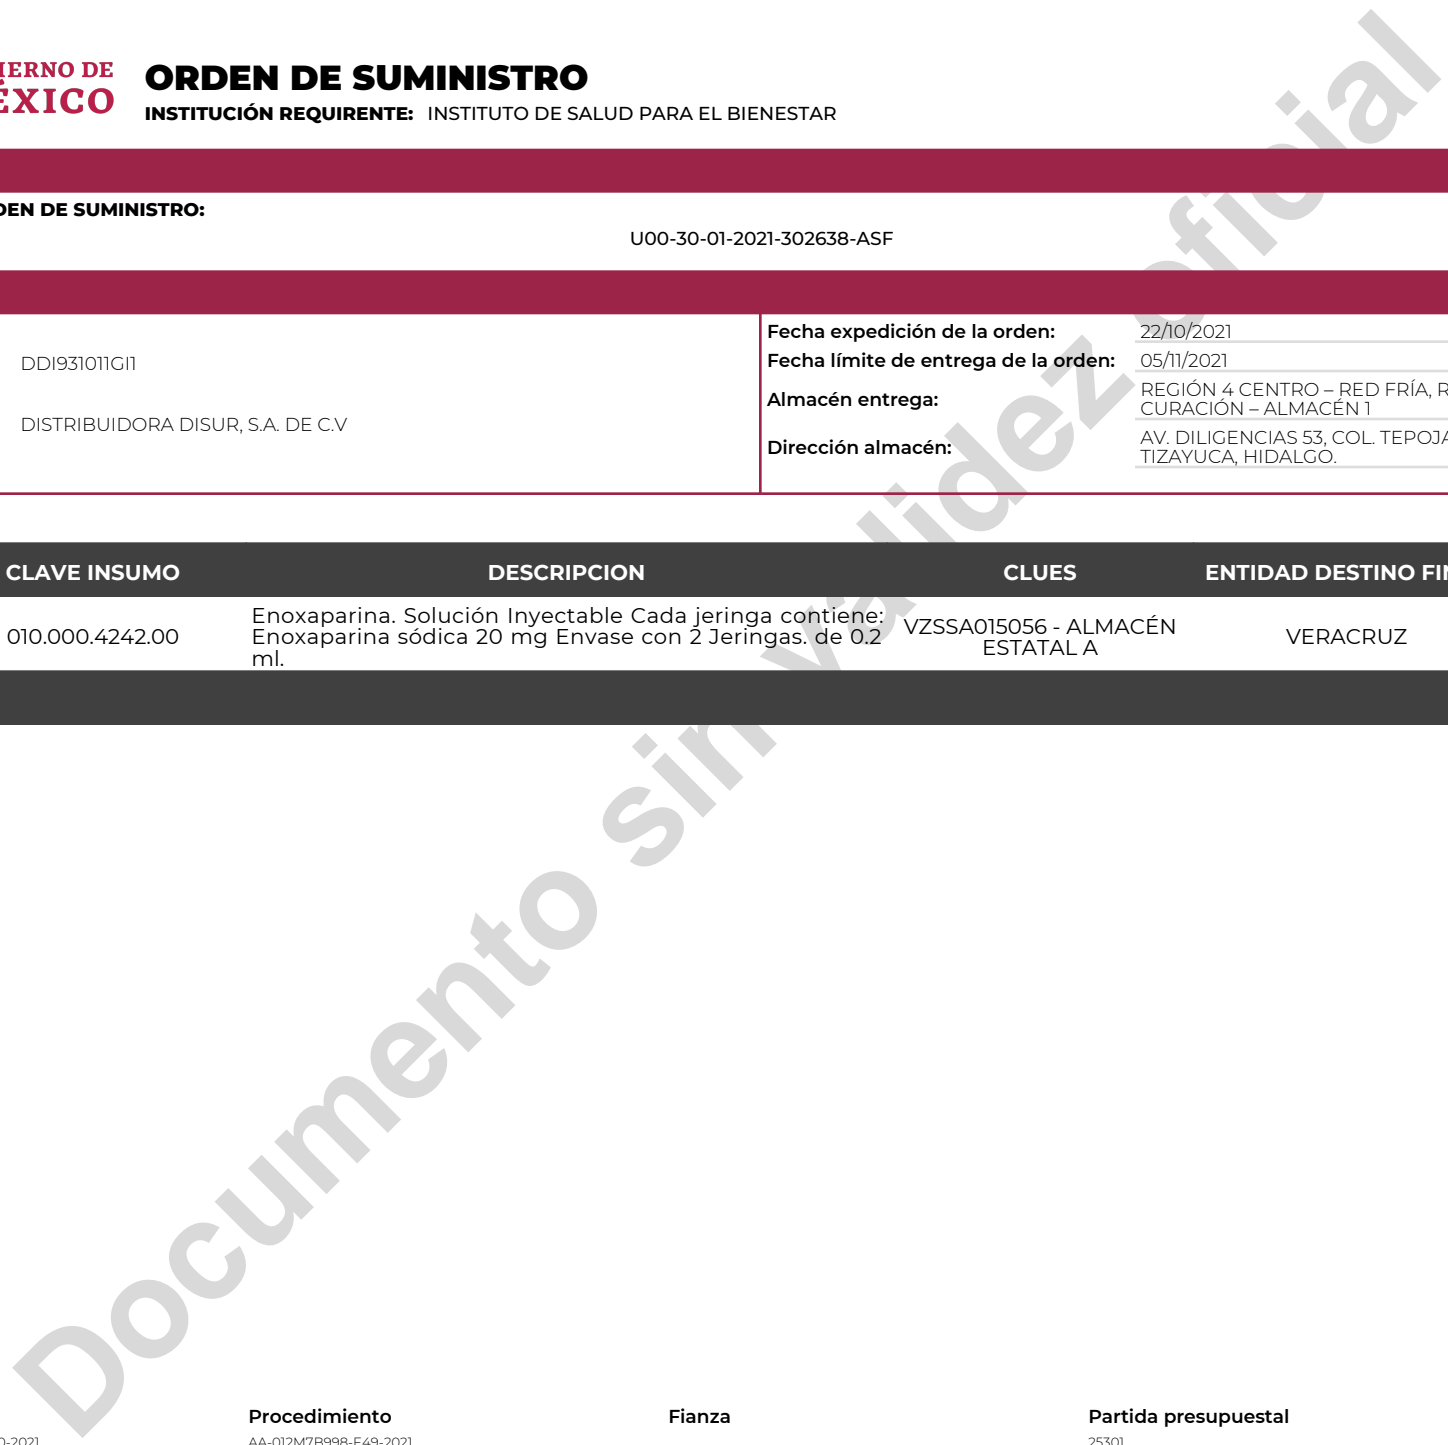 IERNO DE
ÉXICO
ORDEN DE SUMINISTRO
INSTITUCIÓN REQUIRENTE: INSTITUTO DE SALUD PARA EL BIENESTAR
DEN DE SUMINISTRO:
U00-30-01-2021-302638-ASF
DDI931011GI1
DISTRIBUIDORA DISUR, S.A. DE C.V
Fecha expedición de la orden: 22/10/2021
Fecha límite de entrega de la orden: 05/11/2021
Almacén entrega: REGIÓN 4 CENTRO – RED FRÍA, R
CURACIÓN – ALMACÉN 1
Dirección almacén: AV. DILIGENCIAS 53, COL. TEPOJA
TIZAYUCA, HIDALGO.
CLAVE INSUMO DESCRIPCION CLUES ENTIDAD DESTINO FIN
010.000.4242.00
Enoxaparina. Solución Inyectable Cada jeringa contiene:
Enoxaparina sódica 20 mg Envase con 2 Jeringas. de 0.2
ml.
VZSSA015056 - ALMACÉN
ESTATAL A
VERACRUZ
Documento sin validez oficial
Procedimiento Fianza Partida presupuestal
0-2021 AA-012M7B998-E49-2021 25301